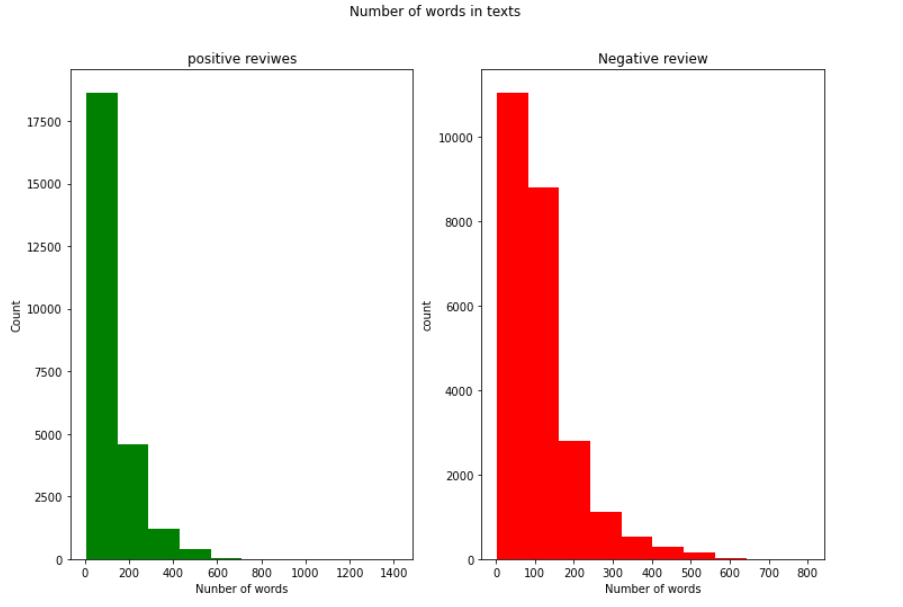 Number of words in texts
positive reviwes
Negative review
17500
15000
12500
10000
7500
5000
2500
0
Count
0 200 400 600 800 1000 1200 1400
Nunber of words
10000
8000
6000
4000
2000
0
count
0 100 200 300 400 500 600 700 800
Number of words